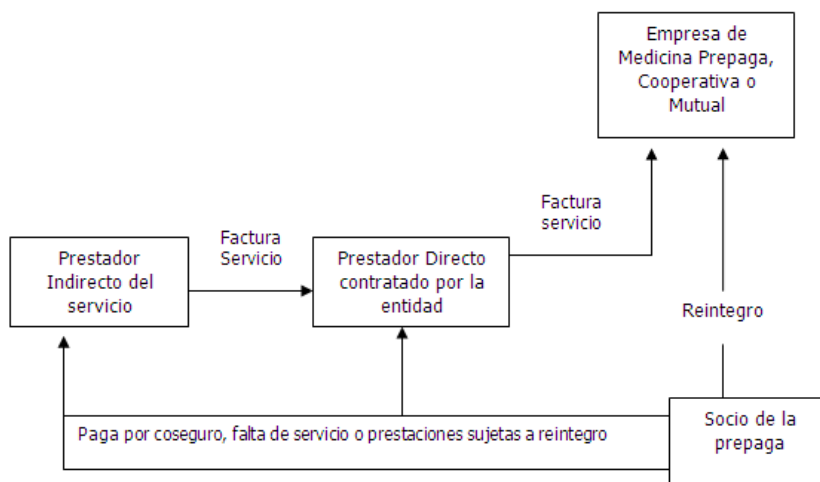 Empresa de
Medicina Prepaga,
Cooperativa o
Mutual
Factura
servicio
Factura
Servicio
Prestador
Indirecto del
servicio
Prestador Directo
contratado por la
entidad
Reintegro
Paga por coseguro, falta de servicio o prestaciones sujetas a reintegro
Socio de la
prepaga